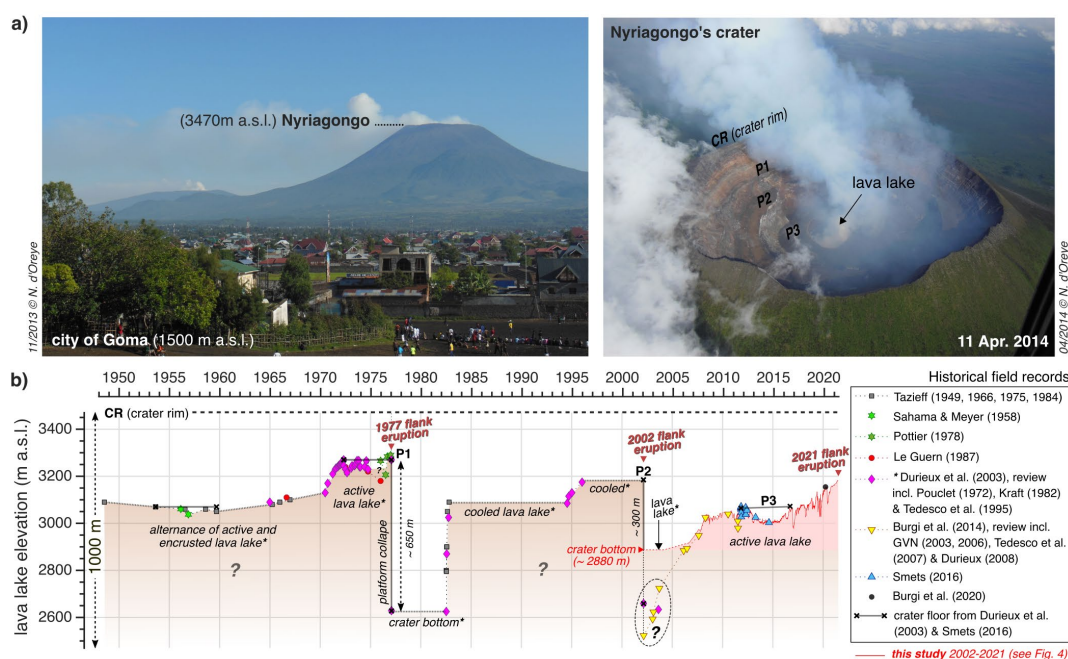 a)
(3470m a.s.l.) Nyriagongo ..........
city of Goma (1500 m a.s.l.)
11/2013 © N. d'Oreye
Nyriagongo's crater
CR (crater rim)
P1
P2
P3
lava lake
11 Apr. 2014
04/2014 © N. d'Oreye
b)
1950 1955 1960 1965 1970 1975 1980 1985 1990 1995 2000 2005 2010 2016 2021
lava lake elevation (m a.s.l.)
3400
3200
3000
2800
2600
1000 m
CR (crater rim)
1977 flank
eruption
P1
2002 flank
eruption
P2
2021 flank
eruption
P3
?
active
lava lake*
alternance of active and
encrusted lava lake*
?
platform collapse
~ 650 m
crater bottom*
cooled lava lake*
?
cooled*
~ 300 m
lava
lake*
crater bottom
(~ 2880 m)
active lava lake
?
Historical field records
Tazieff (1949, 1966, 1975, 1984)
Sahama & Meyer (1958)
Pottier (1978)
Le Guern (1987)
* Durieux et al. (2003), review
incl. Pouclet (1972), Kraft (1982)
& Tedesco et al. (1995)
Burgi et al. (2014), review incl.
GVN (2003, 2006), Tedesco et al.
(2007) & Durieux (2008)
Smets (2016)
Burgi et al. (2020)
crater floor from Durieux et al.
(2003) & Smets (2016)
this study 2002-2021 (see Fig. 4)